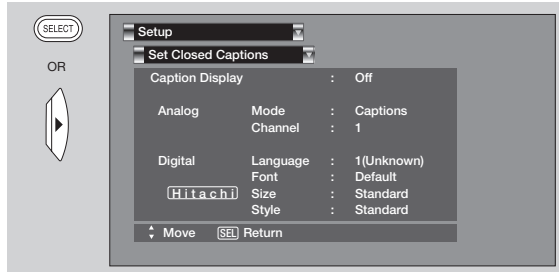 SELECT
OR
Setup
Set Closed Captions
Caption Display : Off
Analog Mode : Captions
Channel : 1
Digital Language : 1(Unknown)
Font : Default
Hitachi Size : Standard
Style : Standard
Move SEL Return